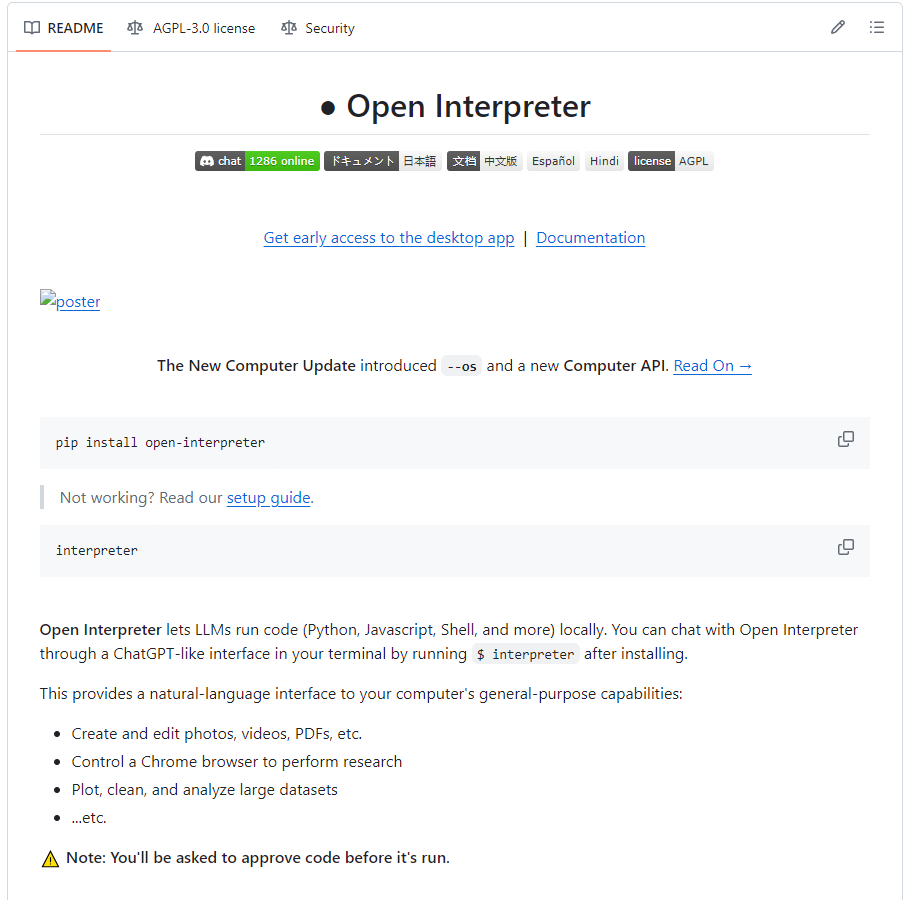 README AGPL-3.0 license Security
● Open Interpreter
chat 1286 online ドキュメント 日本語 文档 中文版 Español Hindi license AGPL
Get early access to the desktop app | Documentation
poster
The New Computer Update introduced --os and a new Computer API. Read On →
pip install open-interpreter
Not working? Read our setup guide.
interpreter
Open Interpreter lets LLMs run code (Python, Javascript, Shell, and more) locally. You can chat with Open Interpreter
through a ChatGPT-like interface in your terminal by running $ interpreter after installing.
This provides a natural-language interface to your computer's general-purpose capabilities:
• Create and edit photos, videos, PDFs, etc.
• Control a Chrome browser to perform research
• Plot, clean, and analyze large datasets
• ...etc.
⚠️ Note: You'll be asked to approve code before it's run.